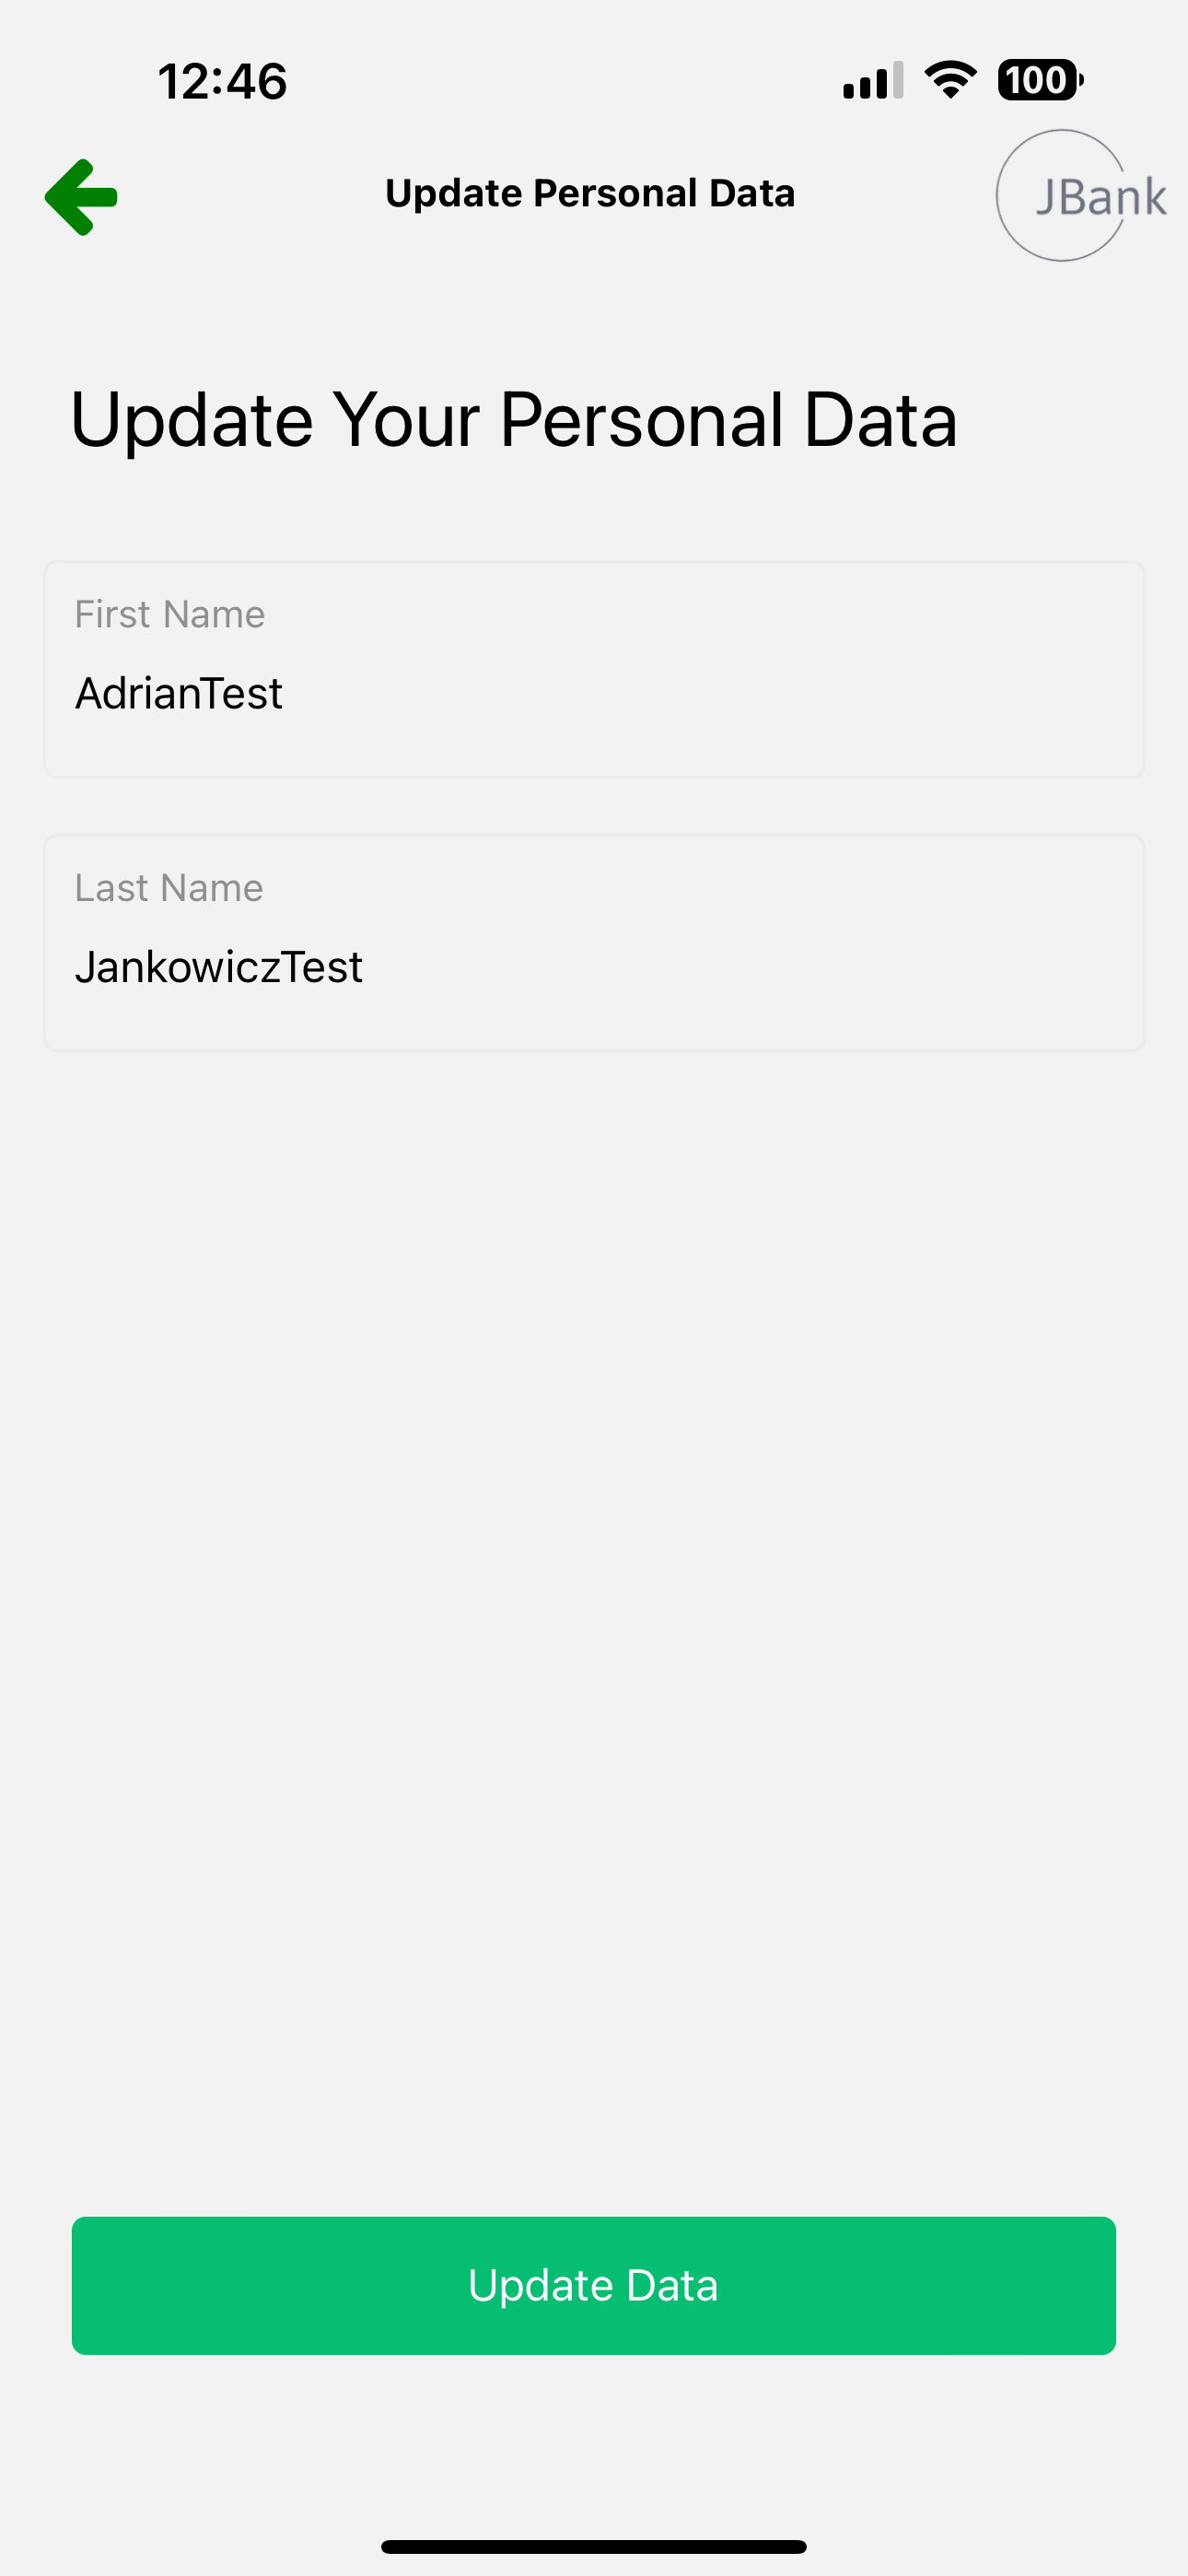 12:46
100
Update Personal Data
JBank
Update Your Personal Data
First Name
AdrianTest
Last Name
JankowiczTest
Update Data